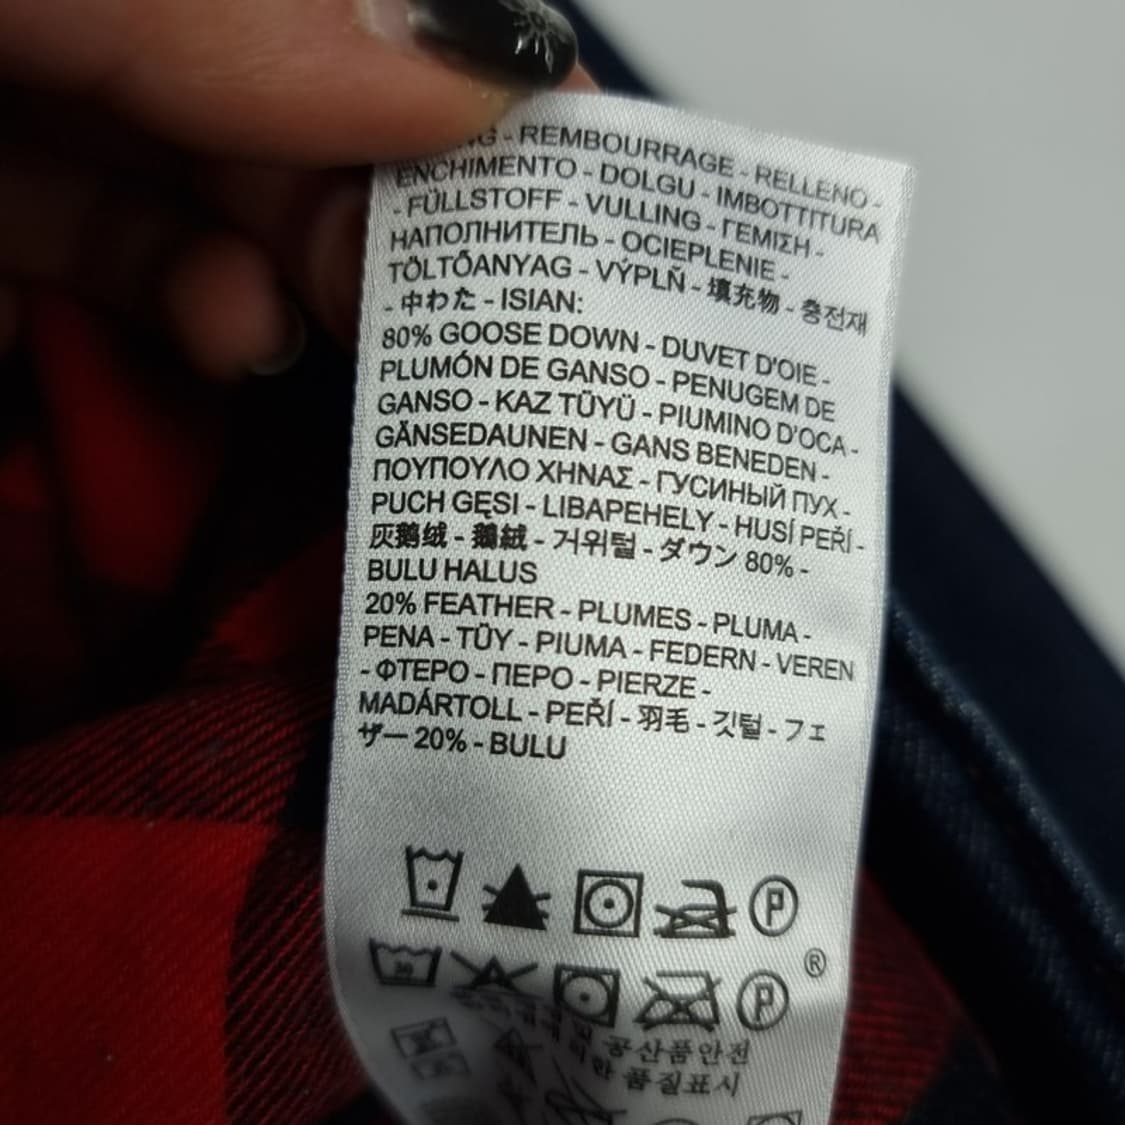 - REMBOURRAGE - RELLENO -
ENCHIMENTO - DOLGU - IMBOTTITURA
- FÜLLSTOFF - VULLING - ΓΕΜΙΣΗ -
НАПОЛНИТЕЛЬ - OCIEPLENIE -
TÖLTŐANYAG - VÝPLŇ - 填充物 - 충전재
- 中わた - ISIAN:
80% GOOSE DOWN - DUVET D'OIE -
PLUMÓN DE GANSO - PENUGEM DE
GANSO - KAZ TÜYÜ - PIUMINO D'OCA -
GÄNSEDAUNEN - GANS BENEDEN -
ΠΟΥΠΟΥΛΟ ΧΗΝΑΣ - ГУСИНЫЙ ПУХ -
PUCH GĘSI - LIBAPEHELY - HUSÍ PEŘÍ -
灰鹅绒 - 鵝絨 - 거위털 - ダウン 80% -
BULU HALUS
20% FEATHER - PLUMES - PLUMA -
PENA - TÜY - PIUMA - FEDERN - VEREN
- ΦΤΕΡΟ - ПЕРО - PIERZE -
MADÁRTOLL - PEŘÍ - 羽毛 - 깃털 - フェ
ザー 20% - BULU
P
30 P ®
공산품안전
품질표시